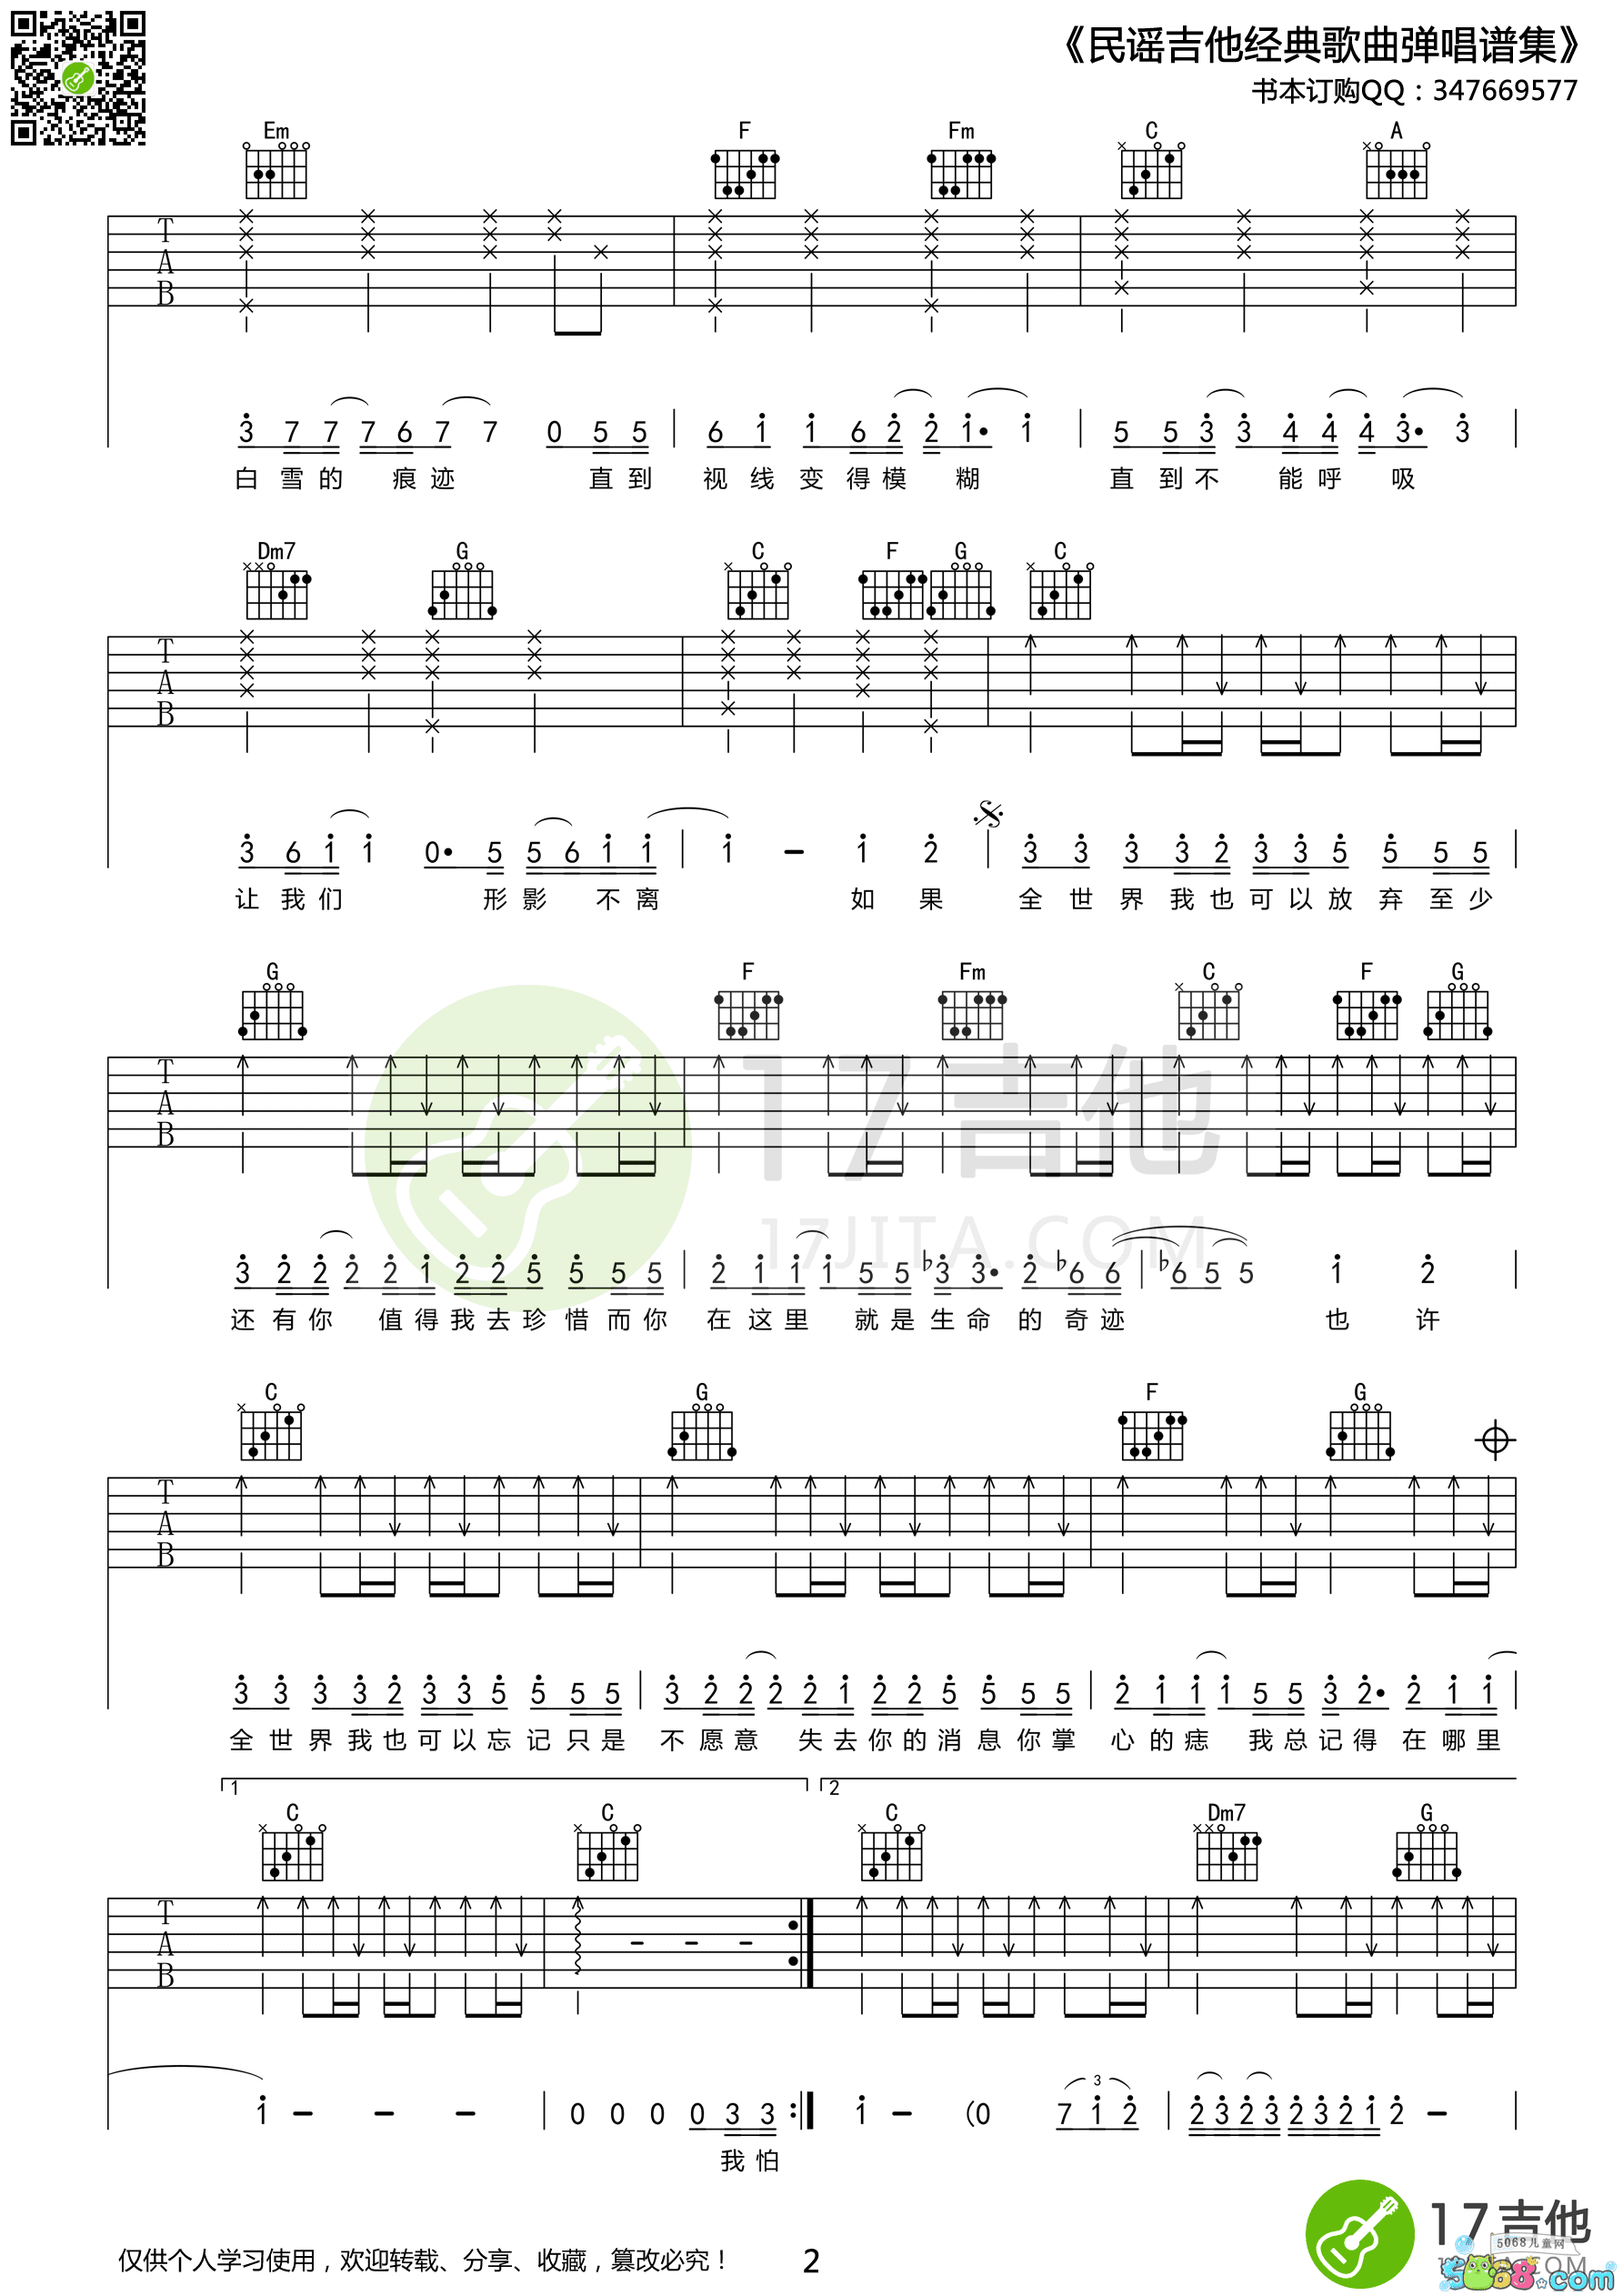 《民谣吉他经典歌曲弹唱谱集》
书本订购QQ：347669577
Em F Fm C A
T
A
B
3 7 7 7 6 7 7 0 5 5 6 1 1 6 2 2 1· 1 5 5 3 3 4 4 4 3· 3
白雪的 痕迹 直到 视线变得模 糊 直到不 能呼 吸
Dm7 G C F G C
T
A
B
3 6 1 1 0· 5 5 6 1 1 1 – 1 2 3 3 3 3 2 3 3 5 5 5 5
让我们 形影 不离 如果 全世界我也可以放弃至少
G F Fm C F G
T
A
B
3 2 2 2 2 1 2 2 5 5 5 5 2 1 1 1 5 5 ♭3 3· 2 ♭6 6 ♭6 5 5 1 2
还有你 值得我去珍惜而你 在这里 就是生命的奇迹 也许
C G F G
T
A
B
3 3 3 3 2 3 3 5 5 5 5 3 2 2 2 2 1 2 2 5 5 5 5 2 1 1 1 5 5 3 2· 2 1 1
全世界我也可以忘记只是 不愿意 失去你的消息你掌 心的痣 我总记得在哪里
1 2
C C C Dm7 G
T
A
B
1 – – – 0 0 0 0 3 3 1 – (0 7 1 2 3 2 3 2 3 2 3 2 1 2 –
我怕
仅供个人学习使用，欢迎转载、分享、收藏，篡改必究！
2
17吉他
17JITA.COM
17吉他
5068儿童网
5068.com